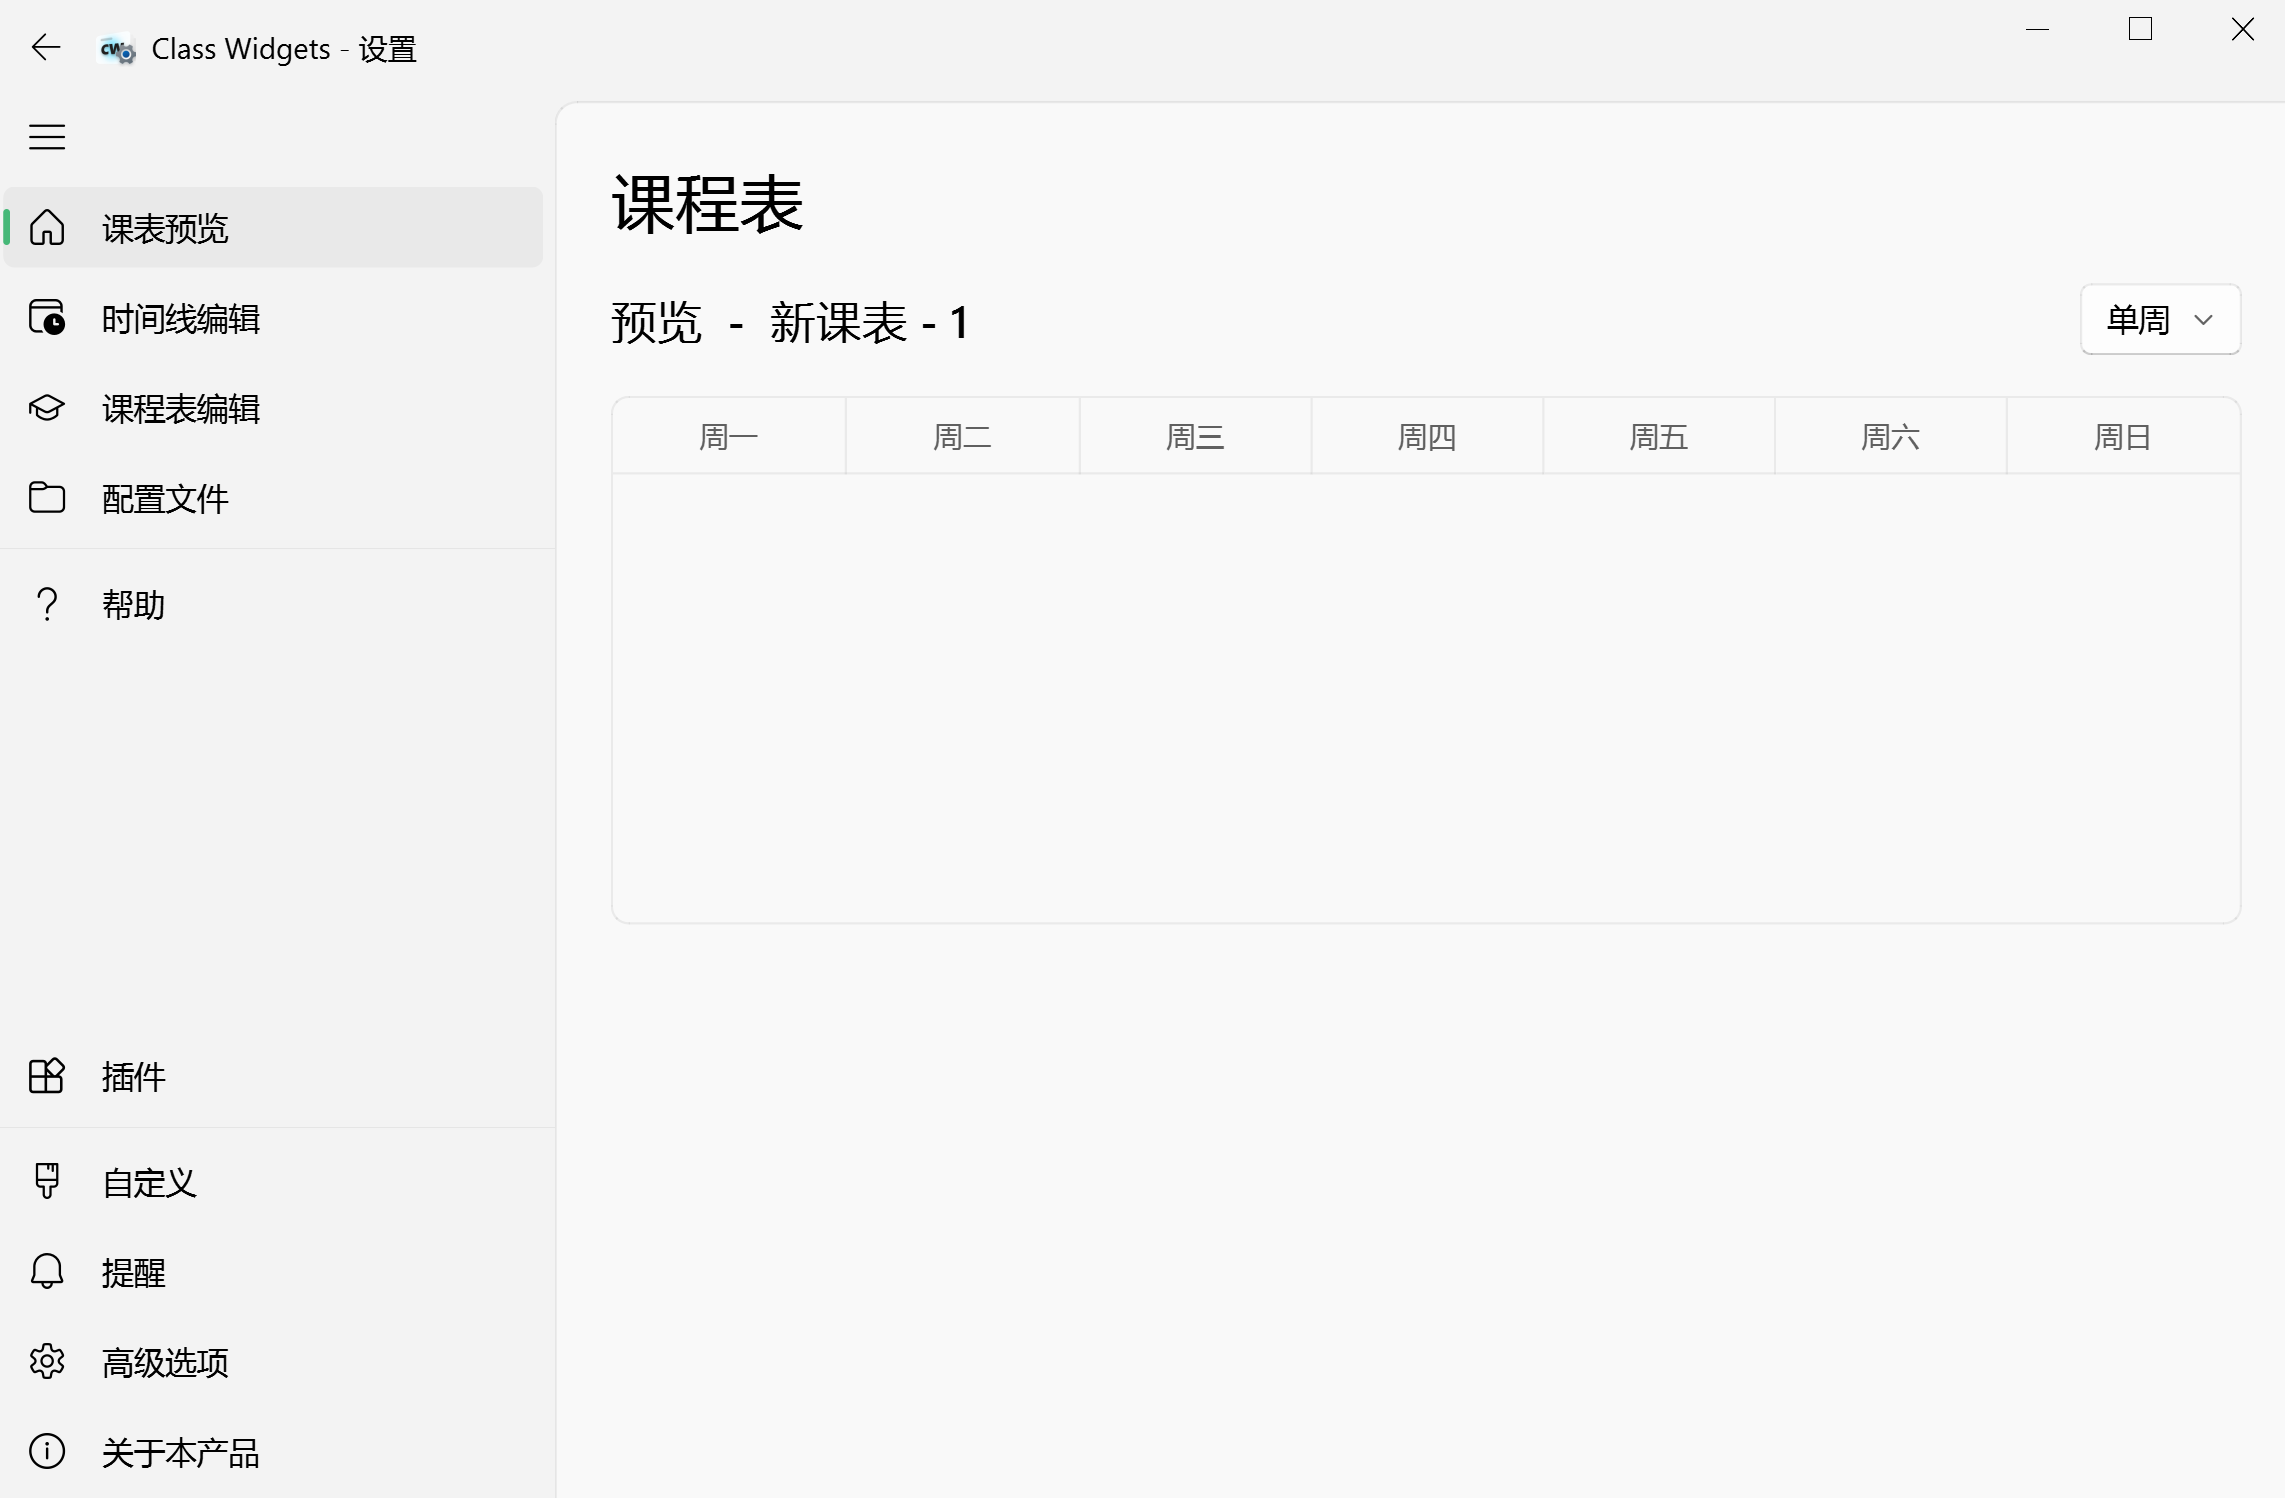 Class Widgets - 设置
课表预览
时间线编辑
课程表编辑
配置文件
帮助
插件
自定义
提醒
高级选项
关于本产品
课程表
预览 - 新课表 - 1
单周
周一 周二 周三 周四 周五 周六 周日